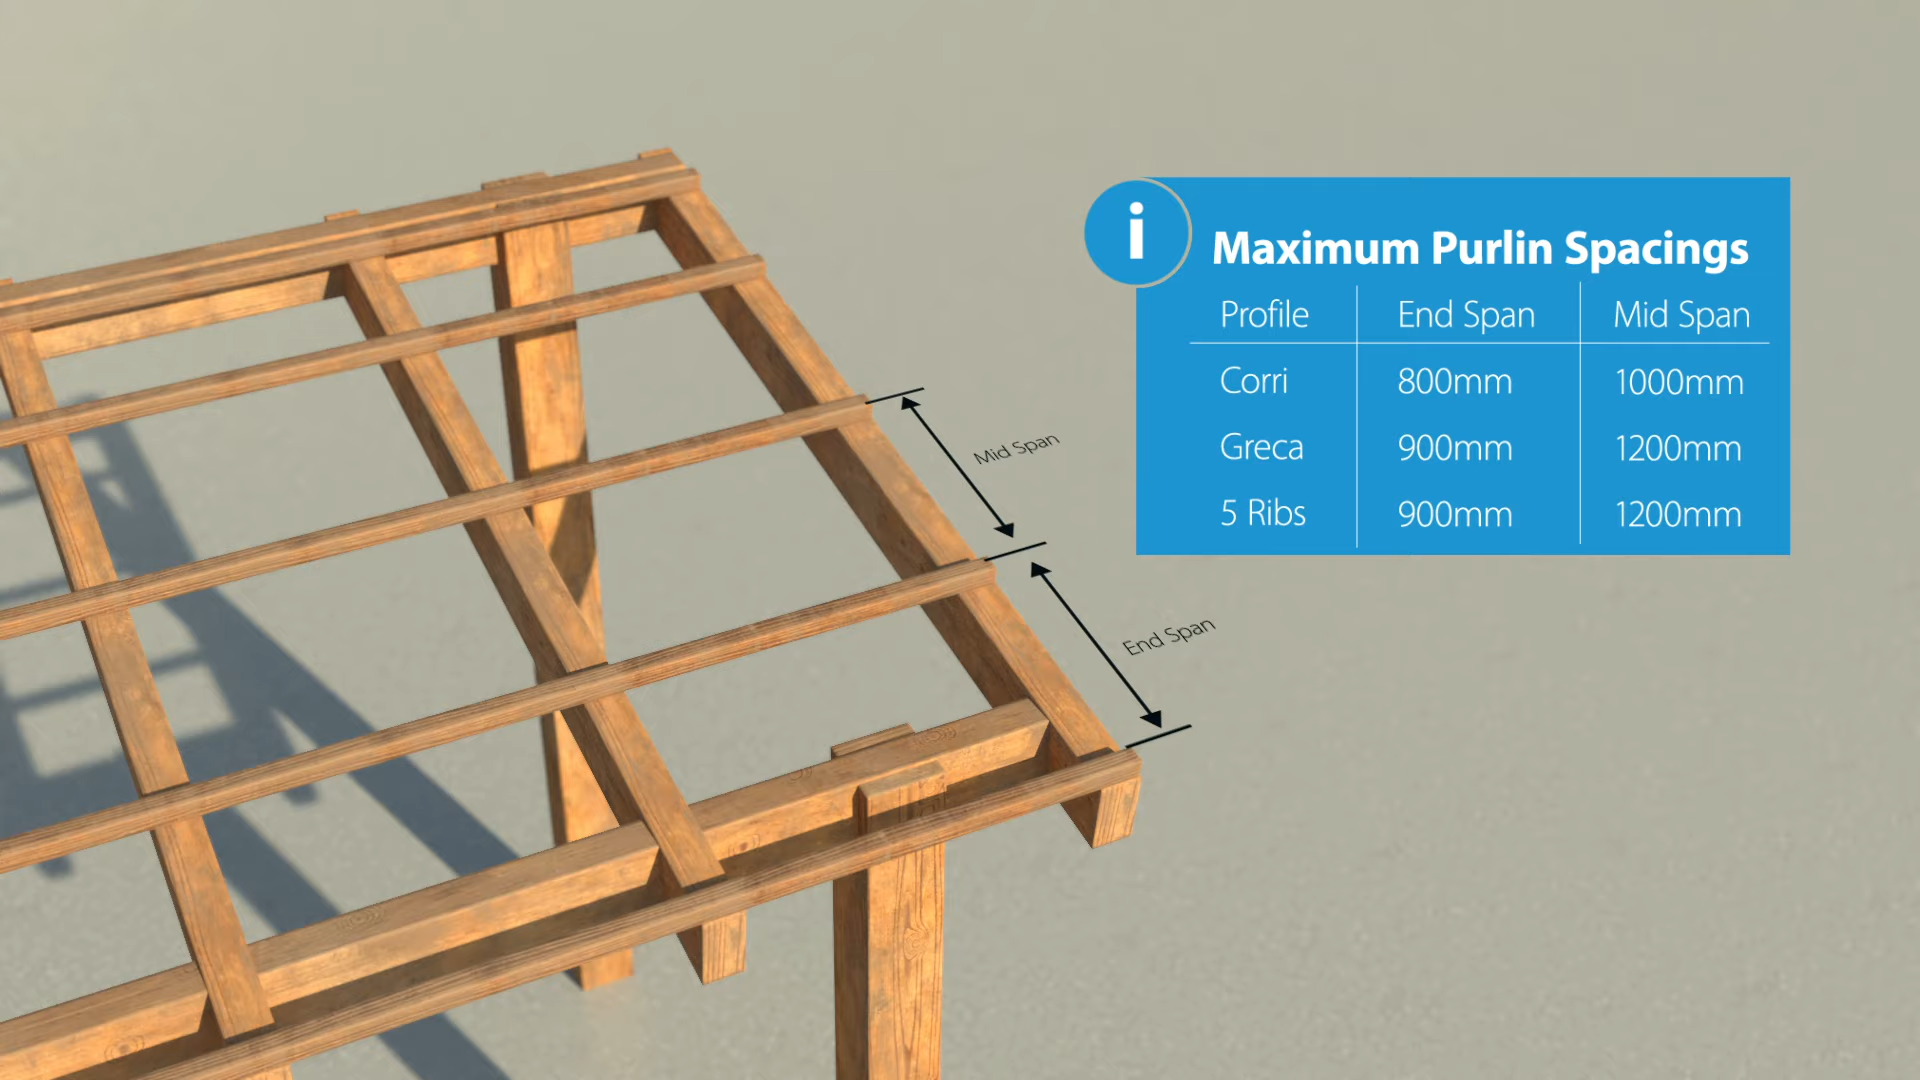 i
Maximum Purlin Spacings
Profile End Span Mid Span
Corri 800mm 1000mm
Greca 900mm 1200mm
5 Ribs 900mm 1200mm
Mid Span
End Span